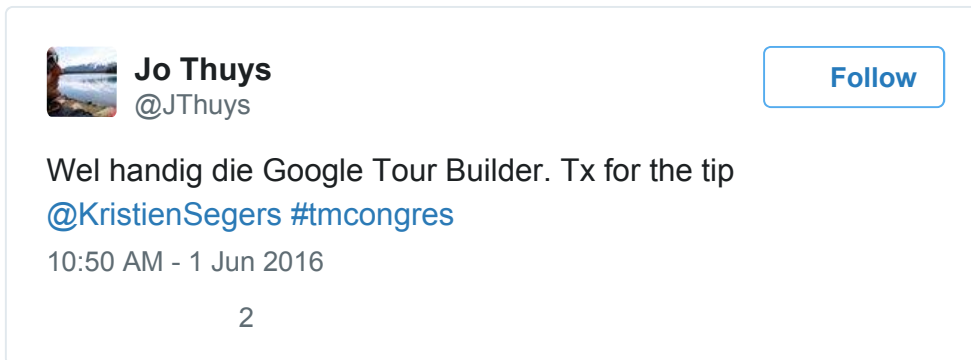 Jo Thuys
@JThuys
Follow
Wel handig die Google Tour Builder. Tx for the tip
@KristienSegers #tmcongres
10:50 AM - 1 Jun 2016
2